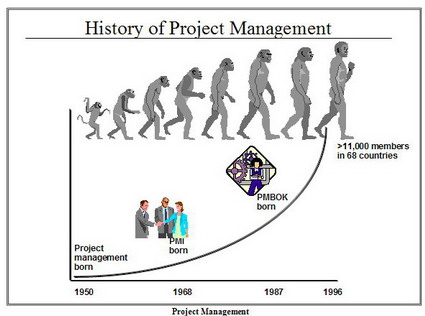 History of Project Management
>11,000 members
in 68 countries
PMBOK
born
PMI
born
Project
management
born
1950
1968
1987
1996
Project Management